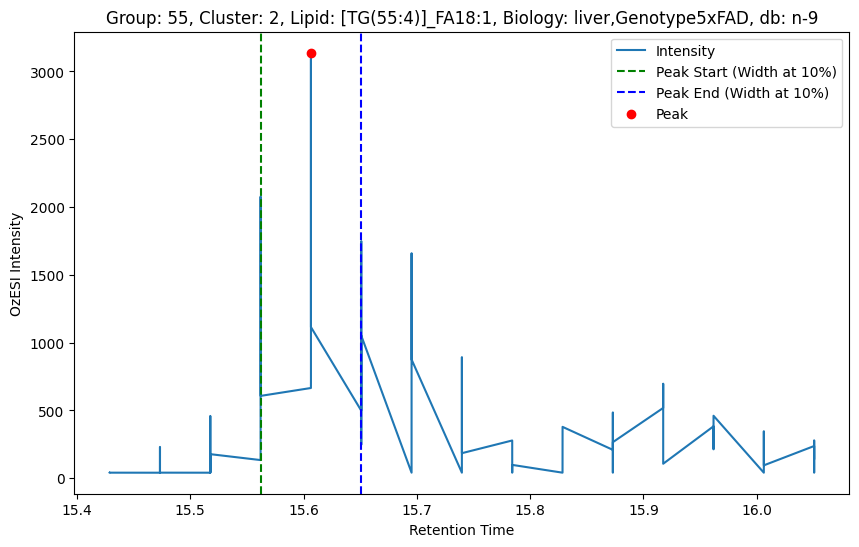 Group: 55, Cluster: 2, Lipid: [TG(55:4)]_FA18:1, Biology: liver,Genotype5xFAD, db: n-9
Intensity
Peak Start (Width at 10%)
Peak End (Width at 10%)
Peak
OzESI Intensity
3000
2500
2000
1500
1000
500
0
15.4
15.5
15.6
15.7
15.8
15.9
16.0
Retention Time